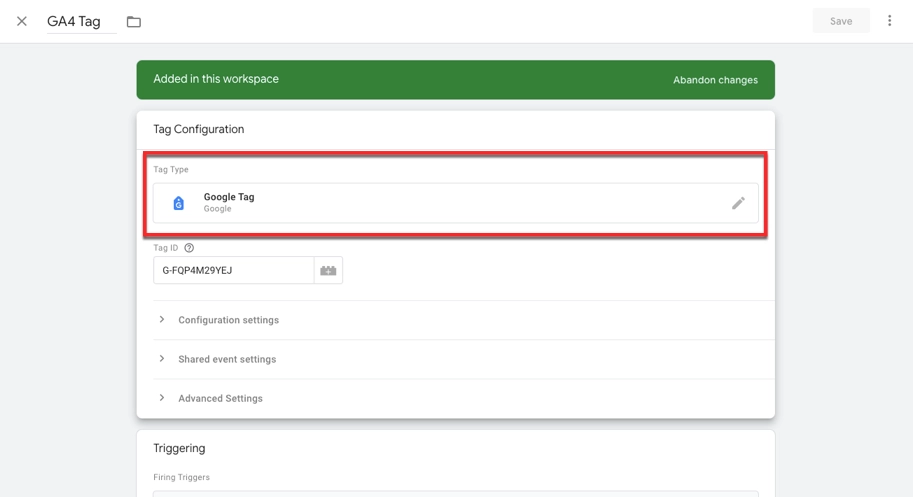 GA4 Tag
Save
Added in this workspace
Abandon changes
Tag Configuration
Tag Type
Google Tag
Google
Tag ID
G-FQP4M29YEJ
Configuration settings
Shared event settings
Advanced Settings
Triggering
Firing Triggers